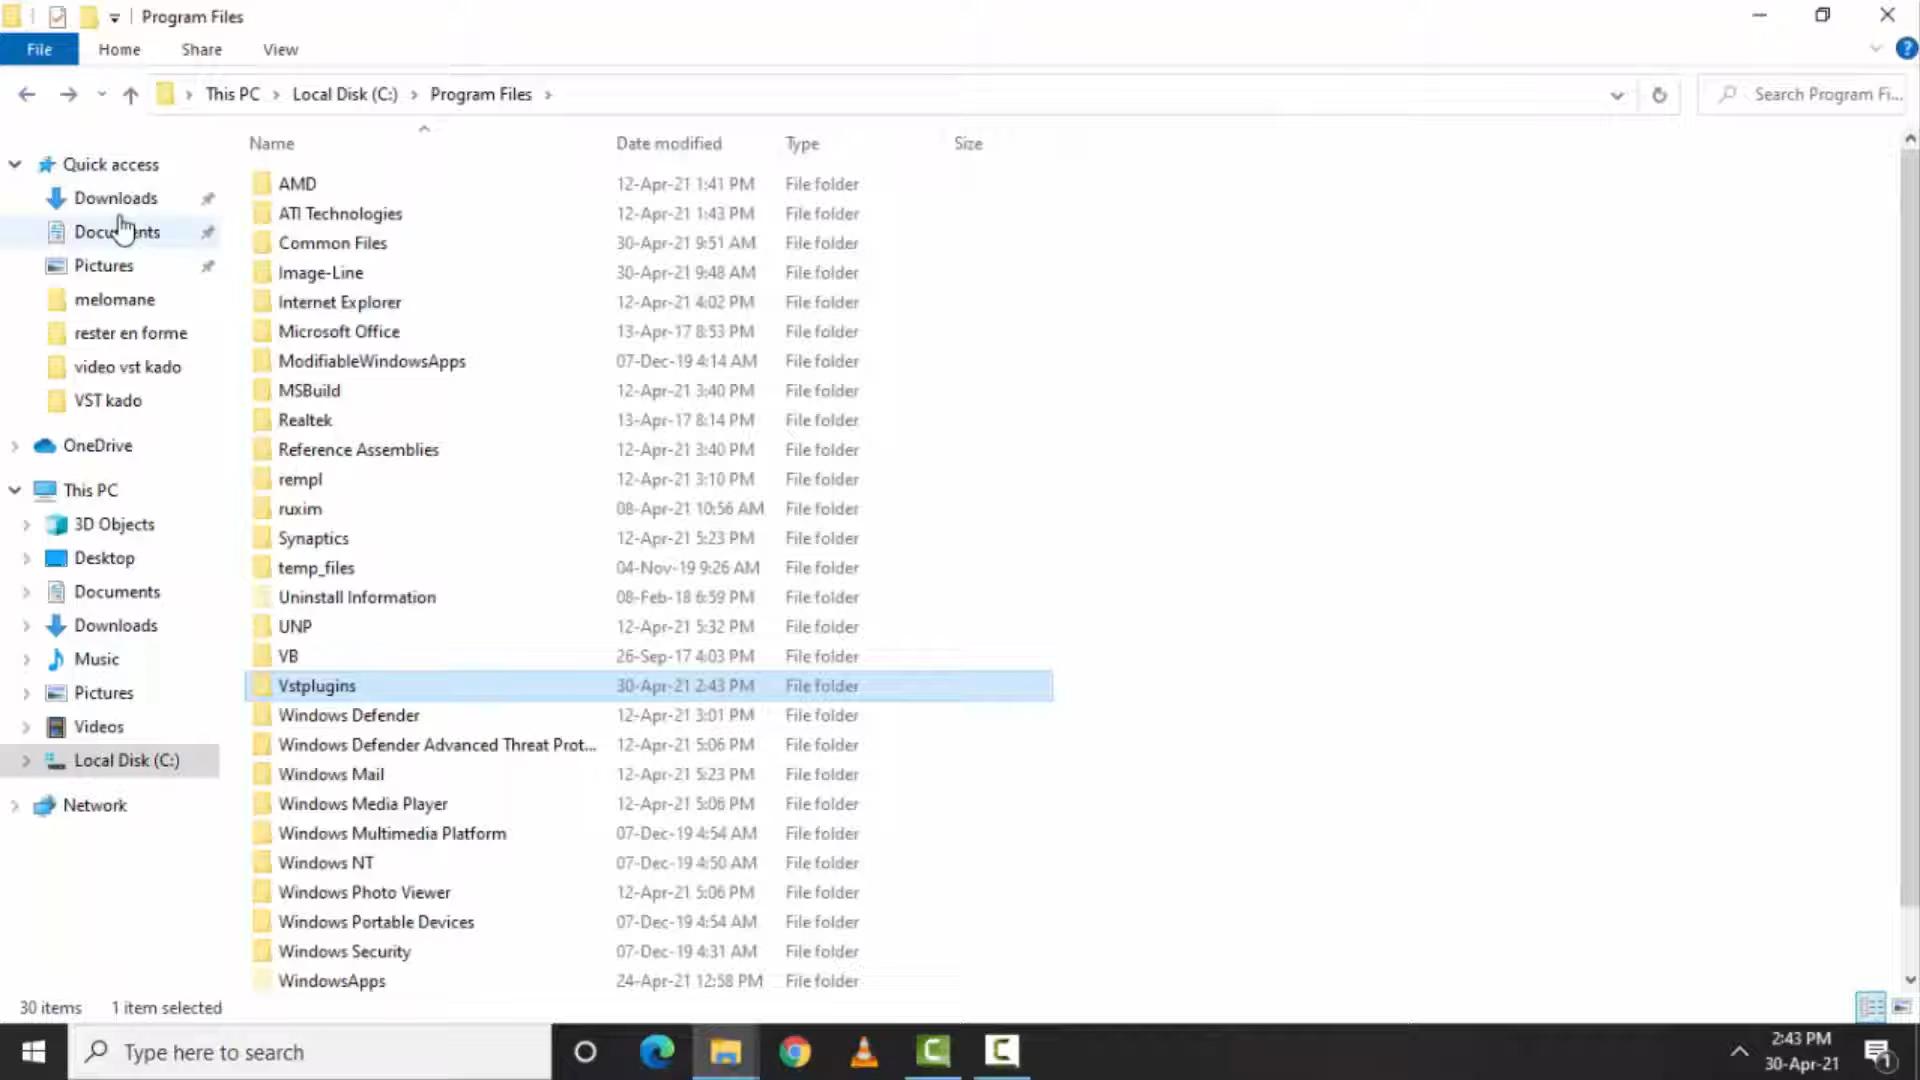 Program Files
File Home Share View
This PC Local Disk (C:) Program Files Search Program Fi...
Name Date modified Type Size
Quick access
Downloads
Documents
Pictures
melomane
rester en forme
video vst kado
VST kado
OneDrive
This PC
3D Objects
Desktop
Documents
Downloads
Music
Pictures
Videos
Local Disk (C:)
Network
AMD 12-Apr-21 1:41 PM File folder
ATI Technologies 12-Apr-21 1:43 PM File folder
Common Files 30-Apr-21 9:51 AM File folder
Image-Line 30-Apr-21 9:48 AM File folder
Internet Explorer 12-Apr-21 4:02 PM File folder
Microsoft Office 13-Apr-17 8:53 PM File folder
ModifiableWindowsApps 07-Dec-19 4:14 AM File folder
MSBuild 12-Apr-21 3:40 PM File folder
Realtek 13-Apr-17 8:14 PM File folder
Reference Assemblies 12-Apr-21 3:40 PM File folder
rempl 12-Apr-21 3:10 PM File folder
ruxim 08-Apr-21 10:56 AM File folder
Synaptics 12-Apr-21 5:23 PM File folder
temp_files 04-Nov-19 9:26 AM File folder
Uninstall Information 08-Feb-18 6:59 PM File folder
UNP 12-Apr-21 5:32 PM File folder
VB 26-Sep-17 4:03 PM File folder
Vstplugins 30-Apr-21 2:43 PM File folder
Windows Defender 12-Apr-21 3:01 PM File folder
Windows Defender Advanced Threat Prot... 12-Apr-21 5:06 PM File folder
Windows Mail 12-Apr-21 5:23 PM File folder
Windows Media Player 12-Apr-21 5:06 PM File folder
Windows Multimedia Platform 07-Dec-19 4:54 AM File folder
Windows NT 07-Dec-19 4:50 AM File folder
Windows Photo Viewer 12-Apr-21 5:06 PM File folder
Windows Portable Devices 07-Dec-19 4:54 AM File folder
Windows Security 07-Dec-19 4:31 AM File folder
WindowsApps 24-Apr-21 12:58 PM File folder
30 items 1 item selected
Type here to search
2:43 PM
30-Apr-21
1